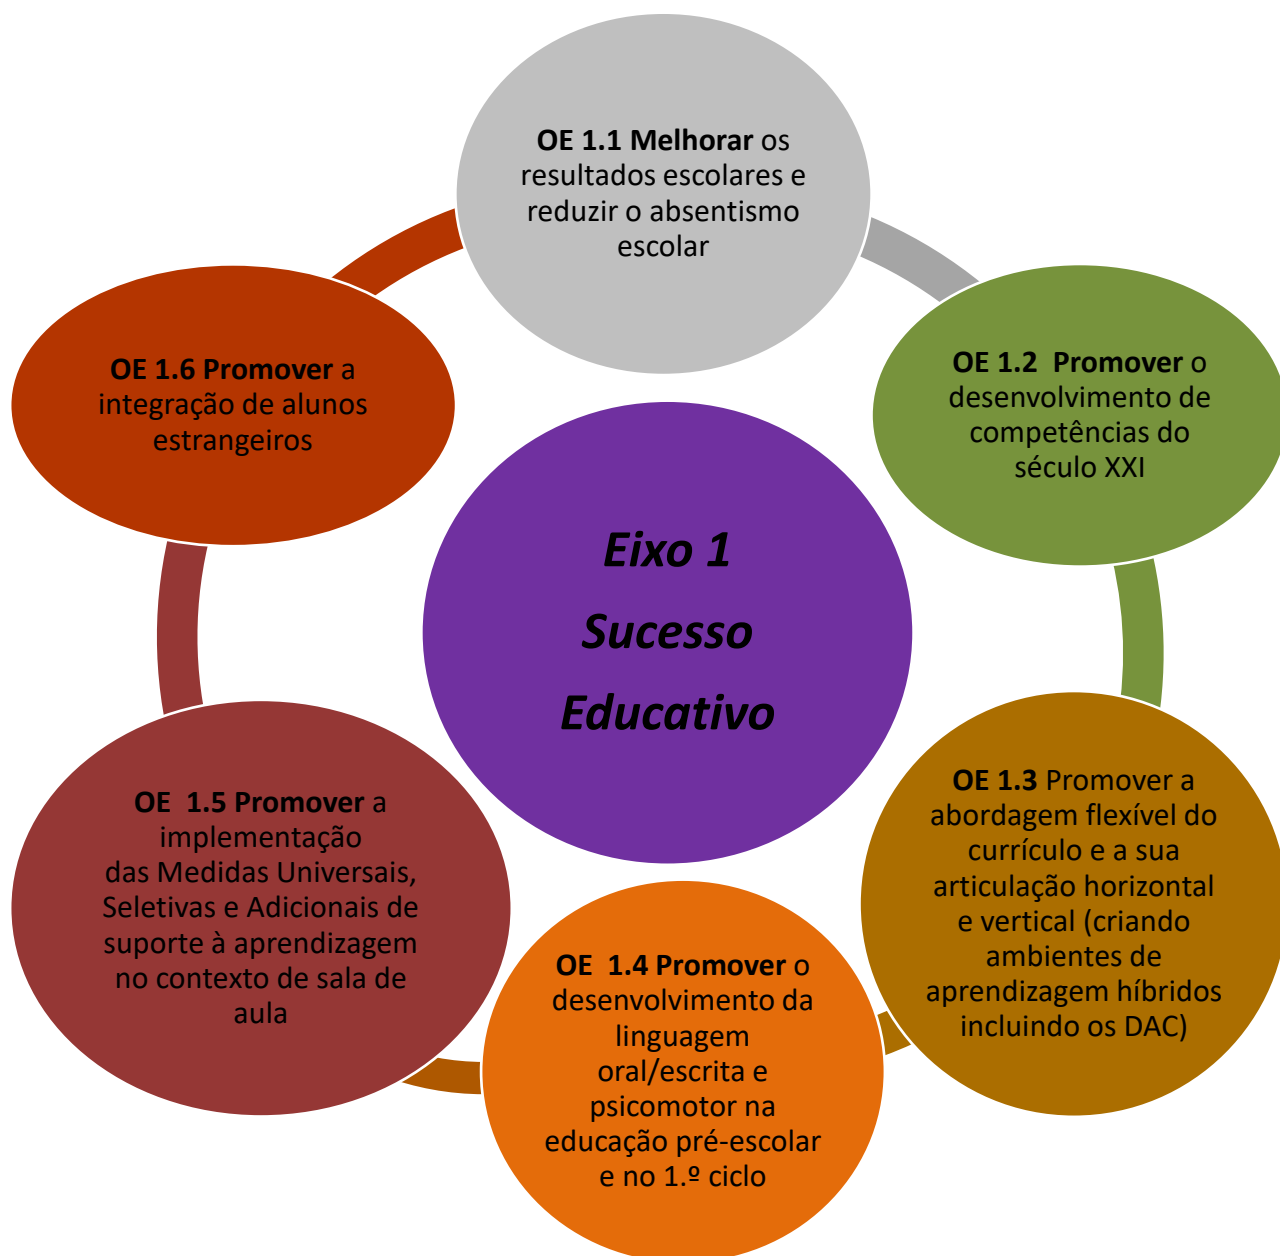 OE 1.1 Melhorar os
resultados escolares e
reduzir o absentismo
escolar
OE 1.2  Promover o
desenvolvimento de
competências do
século XXI
OE 1.3 Promover a
abordagem flexível do
currículo e a sua
articulação horizontal
e vertical (criando
ambientes de
aprendizagem híbridos
incluindo os DAC)
OE  1.4 Promover o
desenvolvimento da
linguagem
oral/escrita e
psicomotor na
educação pré-escolar
e no 1.º ciclo
OE  1.5 Promover a
implementação
das Medidas Universais,
Seletivas e Adicionais de
suporte à aprendizagem
no contexto de sala de
aula
OE 1.6 Promover a
integração de alunos
estrangeiros
Eixo 1
Sucesso
Educativo